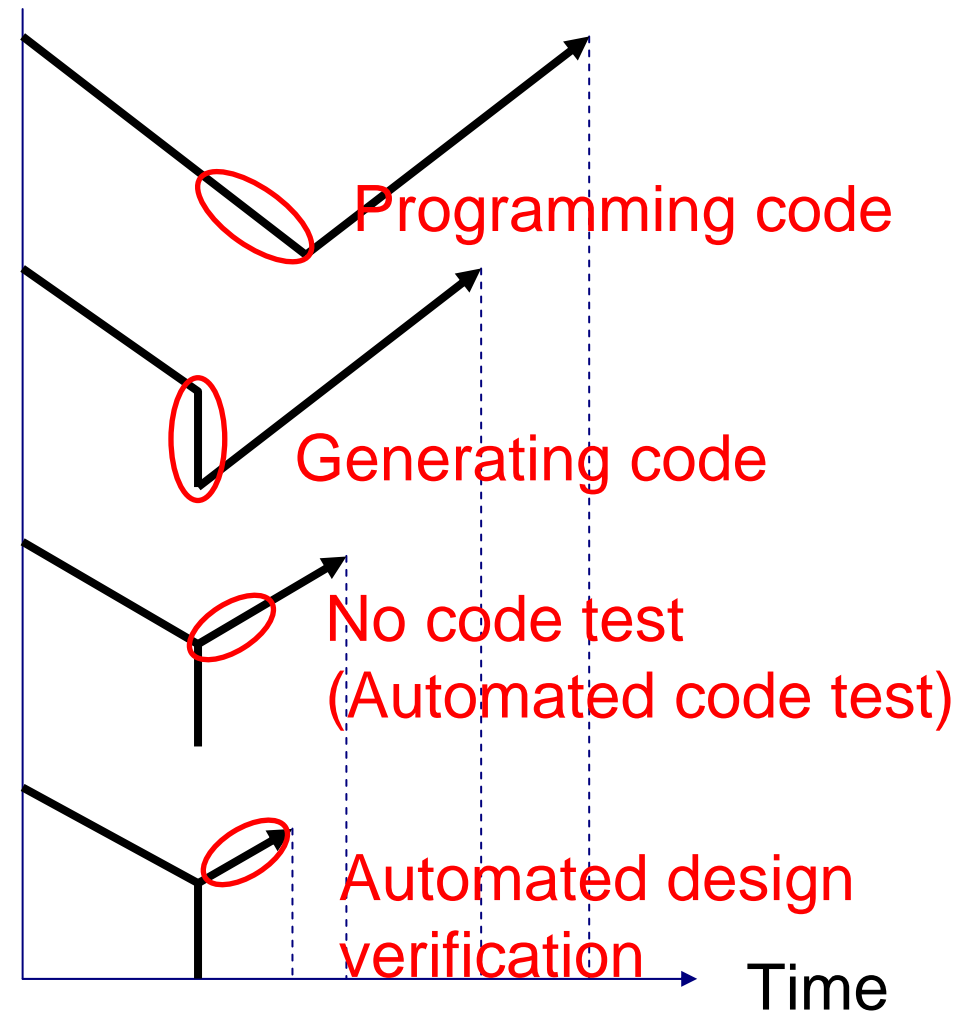 Programming code
Generating code
No code test
(Automated code test)
Automated design
verification
Time